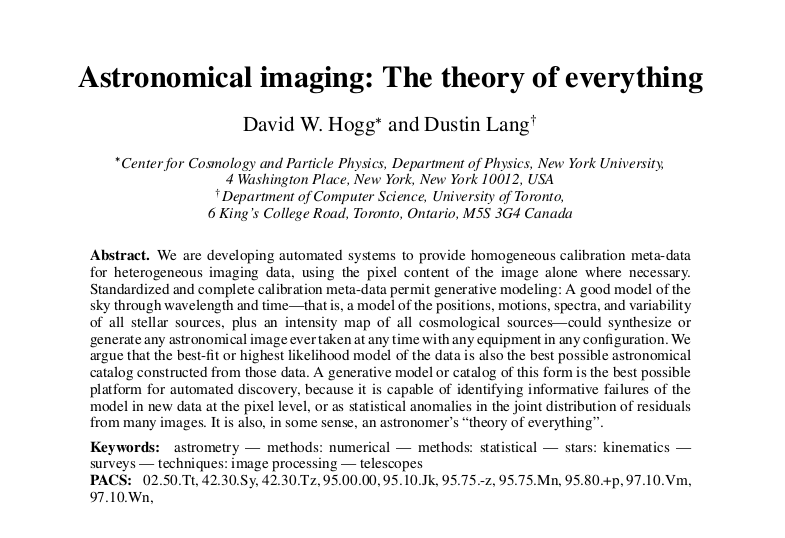 Astronomical imaging: The theory of everything
David W. Hogg* and Dustin Lang†
*Center for Cosmology and Particle Physics, Department of Physics, New York University,
4 Washington Place, New York, New York 10012, USA
†Department of Computer Science, University of Toronto,
6 King's College Road, Toronto, Ontario, M5S 3G4 Canada
Abstract. We are developing automated systems to provide homogeneous calibration meta-data
for heterogeneous imaging data, using the pixel content of the image alone where necessary.
Standardized and complete calibration meta-data permit generative modeling: A good model of the
sky through wavelength and time—that is, a model of the positions, motions, spectra, and variability
of all stellar sources, plus an intensity map of all cosmological sources—could synthesize or
generate any astronomical image ever taken at any time with any equipment in any configuration. We
argue that the best-fit or highest likelihood model of the data is also the best possible astronomical
catalog constructed from those data. A generative model or catalog of this form is the best possible
platform for automated discovery, because it is capable of identifying informative failures of the
model in new data at the pixel level, or as statistical anomalies in the joint distribution of residuals
from many images. It is also, in some sense, an astronomer's “theory of everything”.
Keywords: astrometry — methods: numerical — methods: statistical — stars: kinematics —
surveys — techniques: image processing — telescopes
PACS: 02.50.Tt, 42.30.Sy, 42.30.Tz, 95.00.00, 95.10.Jk, 95.75.-z, 95.75.Mn, 95.80.+p, 97.10.Vm,
97.10.Wn,